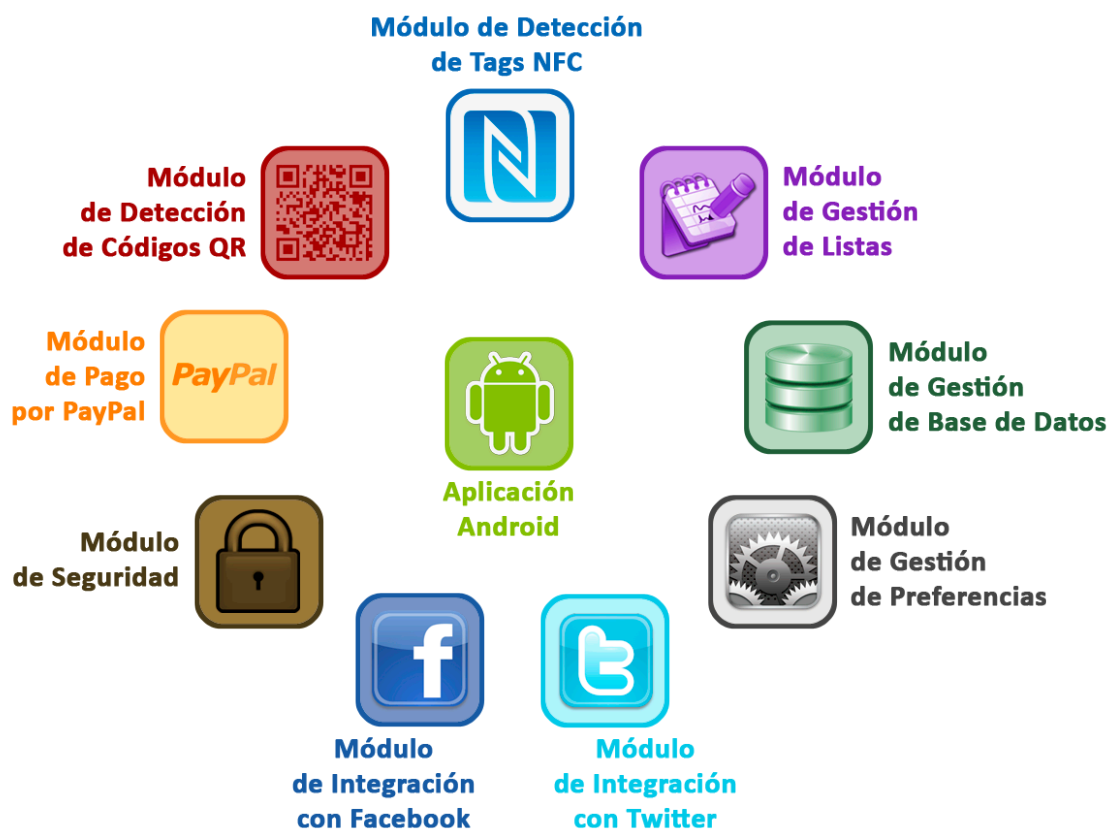 Módulo de Detección
de Tags NFC
Módulo
de Detección
de Códigos QR
Módulo
de Gestión
de Listas
Módulo
de Pago
por PayPal
PayPal
Aplicación
Android
Módulo
de Gestión
de Base de Datos
Módulo
de Seguridad
Módulo
de Gestión
de Preferencias
f
t
Módulo
de Integración
con Facebook
Módulo
de Integración
con Twitter